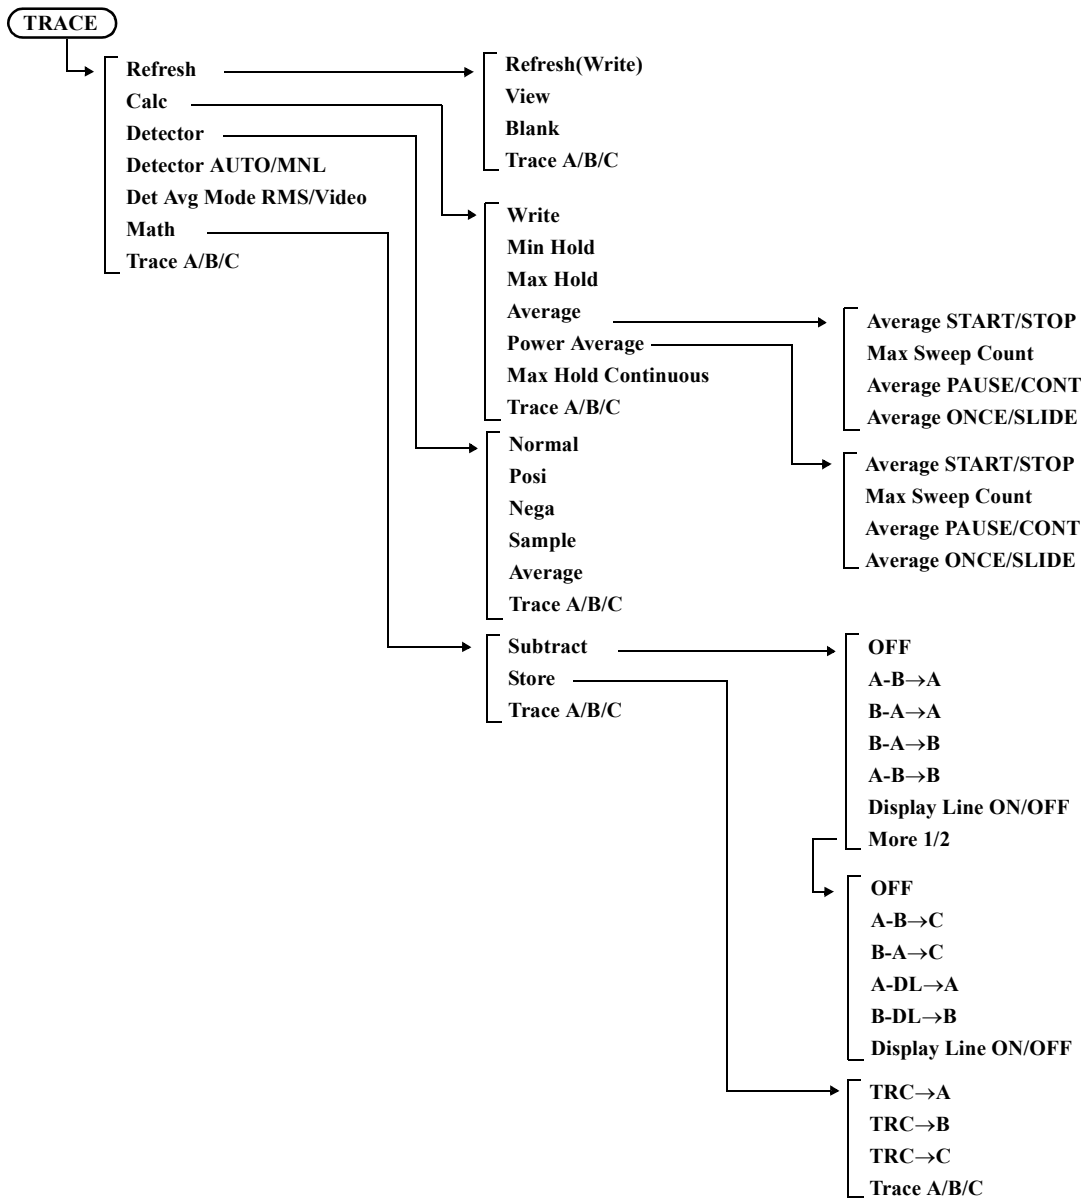 TRACE
Refresh
Calc
Detector
Detector AUTO/MNL
Det Avg Mode RMS/Video
Math
Trace A/B/C
Refresh(Write)
View
Blank
Trace A/B/C
Write
Min Hold
Max Hold
Average
Power Average
Max Hold Continuous
Trace A/B/C
Average START/STOP
Max Sweep Count
Average PAUSE/CONT
Average ONCE/SLIDE
Average START/STOP
Max Sweep Count
Average PAUSE/CONT
Average ONCE/SLIDE
Normal
Posi
Nega
Sample
Average
Trace A/B/C
Subtract
Store
Trace A/B/C
OFF
A-B→A
B-A→A
B-A→B
A-B→B
Display Line ON/OFF
More 1/2
OFF
A-B→C
B-A→C
A-DL→A
B-DL→B
Display Line ON/OFF
TRC→A
TRC→B
TRC→C
Trace A/B/C